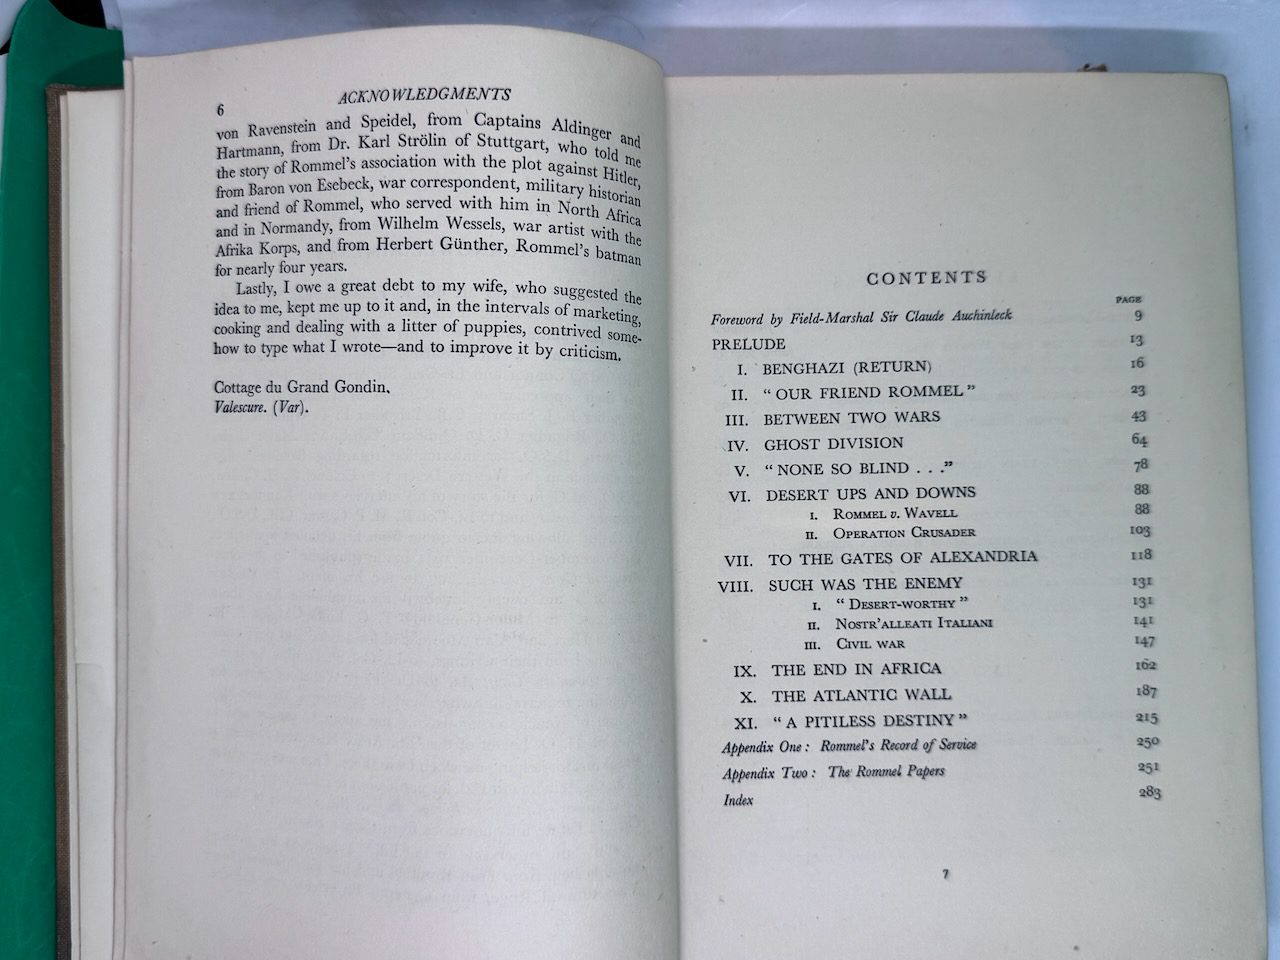 6
ACKNOWLEDGMENTS
von Ravenstein and Speidel, from Captains Aldinger and
Hartmann, from Dr. Karl Strölin of Stuttgart, who told me
the story of Rommel's association with the plot against Hitler,
from Baron von Esebeck, war correspondent, military historian
and friend of Rommel, who served with him in North Africa
and in Normandy, from Wilhelm Wessels, war artist with the
Afrika Korps, and from Herbert Günther, Rommel's batman
for nearly four years.
Lastly, I owe a great debt to my wife, who suggested the
idea to me, kept me up to it and, in the intervals of marketing,
cooking and dealing with a litter of puppies, contrived some-
how to type what I wrote—and to improve it by criticism.
Cottage du Grand Gondin,
Valescure. (Var).
CONTENTS
PAGE
Foreword by Field-Marshal Sir Claude Auchinleck 9
PRELUDE 13
I. BENGHAZI (RETURN) 16
II. "OUR FRIEND ROMMEL" 23
III. BETWEEN TWO WARS 43
IV. GHOST DIVISION 64
V. "NONE SO BLIND . . ." 78
VI. DESERT UPS AND DOWNS 88
I. ROMMEL v. WAVELL 88
II. OPERATION CRUSADER 103
VII. TO THE GATES OF ALEXANDRIA 118
VIII. SUCH WAS THE ENEMY 131
I. "DESERT-WORTHY" 131
II. NOSTR'ALLEATI ITALIANI 141
III. CIVIL WAR 147
IX. THE END IN AFRICA 162
X. THE ATLANTIC WALL 187
XI. "A PITILESS DESTINY" 215
Appendix One: Rommel's Record of Service 250
Appendix Two: The Rommel Papers 251
Index 283
7